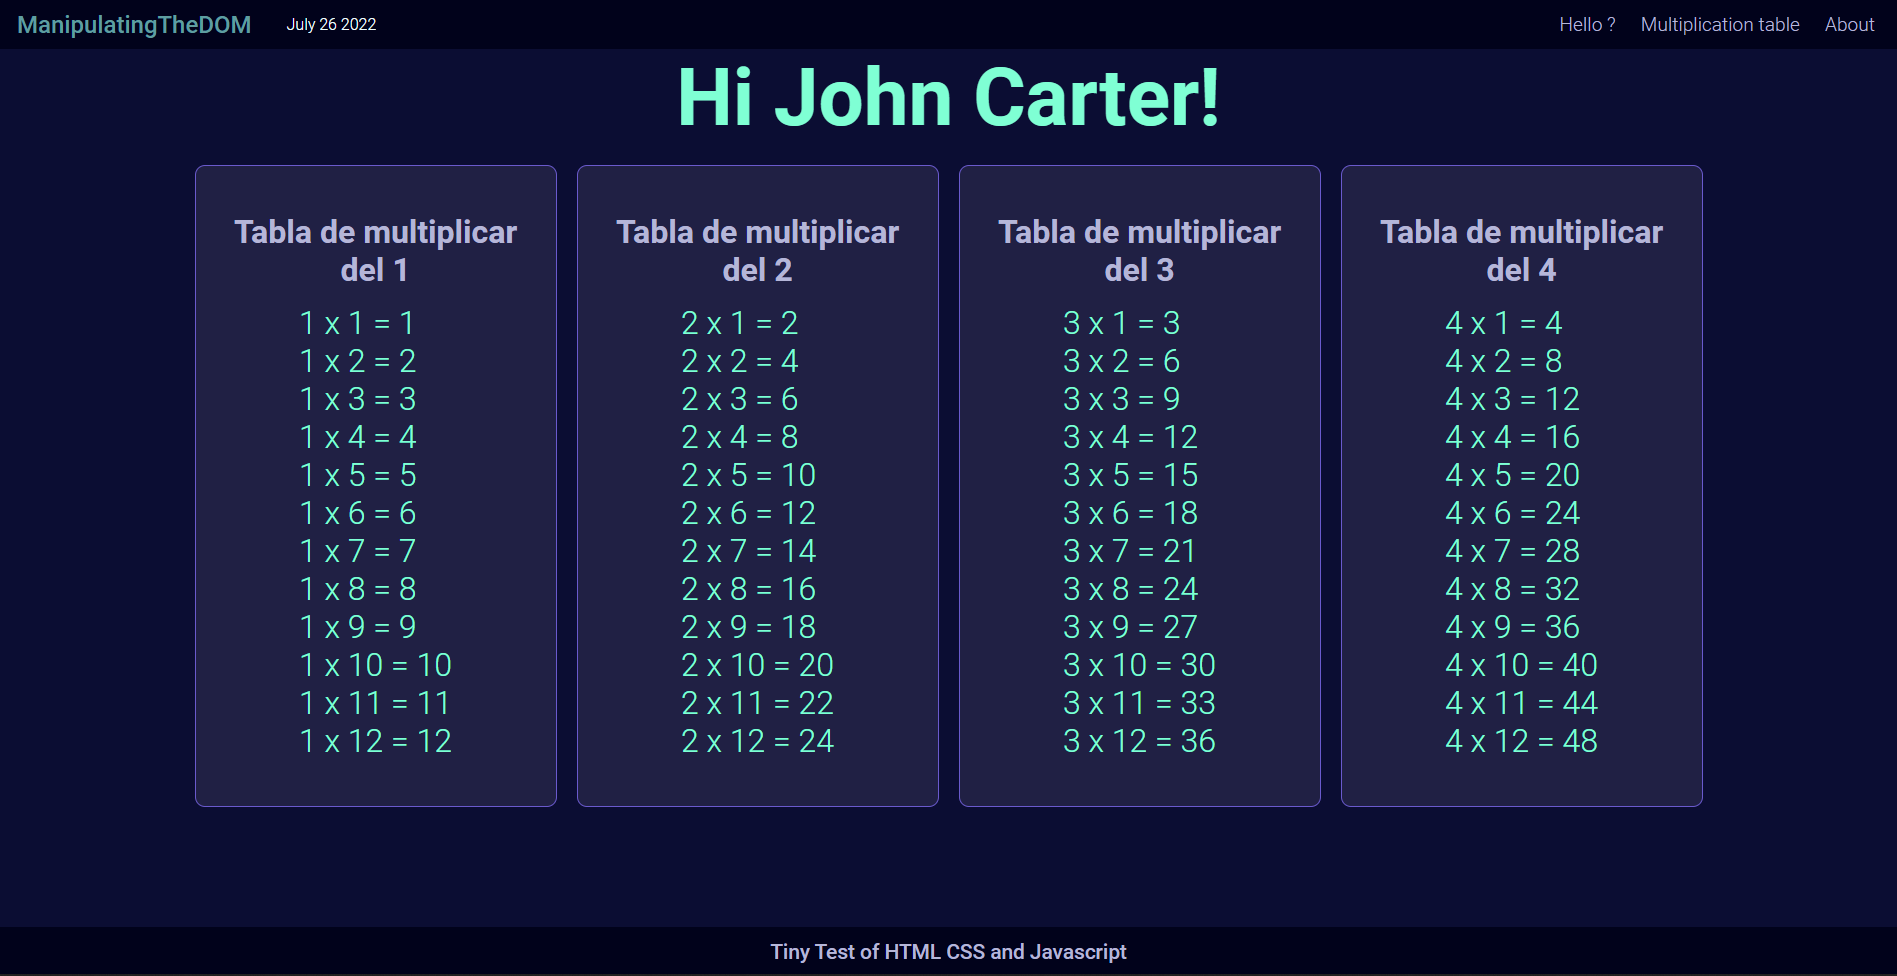 ManipulatingTheDOM July 26 2022 Hello ? Multiplication table About
Hi John Carter!
Tabla de multiplicar
del 1
1 x 1 = 1
1 x 2 = 2
1 x 3 = 3
1 x 4 = 4
1 x 5 = 5
1 x 6 = 6
1 x 7 = 7
1 x 8 = 8
1 x 9 = 9
1 x 10 = 10
1 x 11 = 11
1 x 12 = 12
Tabla de multiplicar
del 2
2 x 1 = 2
2 x 2 = 4
2 x 3 = 6
2 x 4 = 8
2 x 5 = 10
2 x 6 = 12
2 x 7 = 14
2 x 8 = 16
2 x 9 = 18
2 x 10 = 20
2 x 11 = 22
2 x 12 = 24
Tabla de multiplicar
del 3
3 x 1 = 3
3 x 2 = 6
3 x 3 = 9
3 x 4 = 12
3 x 5 = 15
3 x 6 = 18
3 x 7 = 21
3 x 8 = 24
3 x 9 = 27
3 x 10 = 30
3 x 11 = 33
3 x 12 = 36
Tabla de multiplicar
del 4
4 x 1 = 4
4 x 2 = 8
4 x 3 = 12
4 x 4 = 16
4 x 5 = 20
4 x 6 = 24
4 x 7 = 28
4 x 8 = 32
4 x 9 = 36
4 x 10 = 40
4 x 11 = 44
4 x 12 = 48
Tiny Test of HTML CSS and Javascript